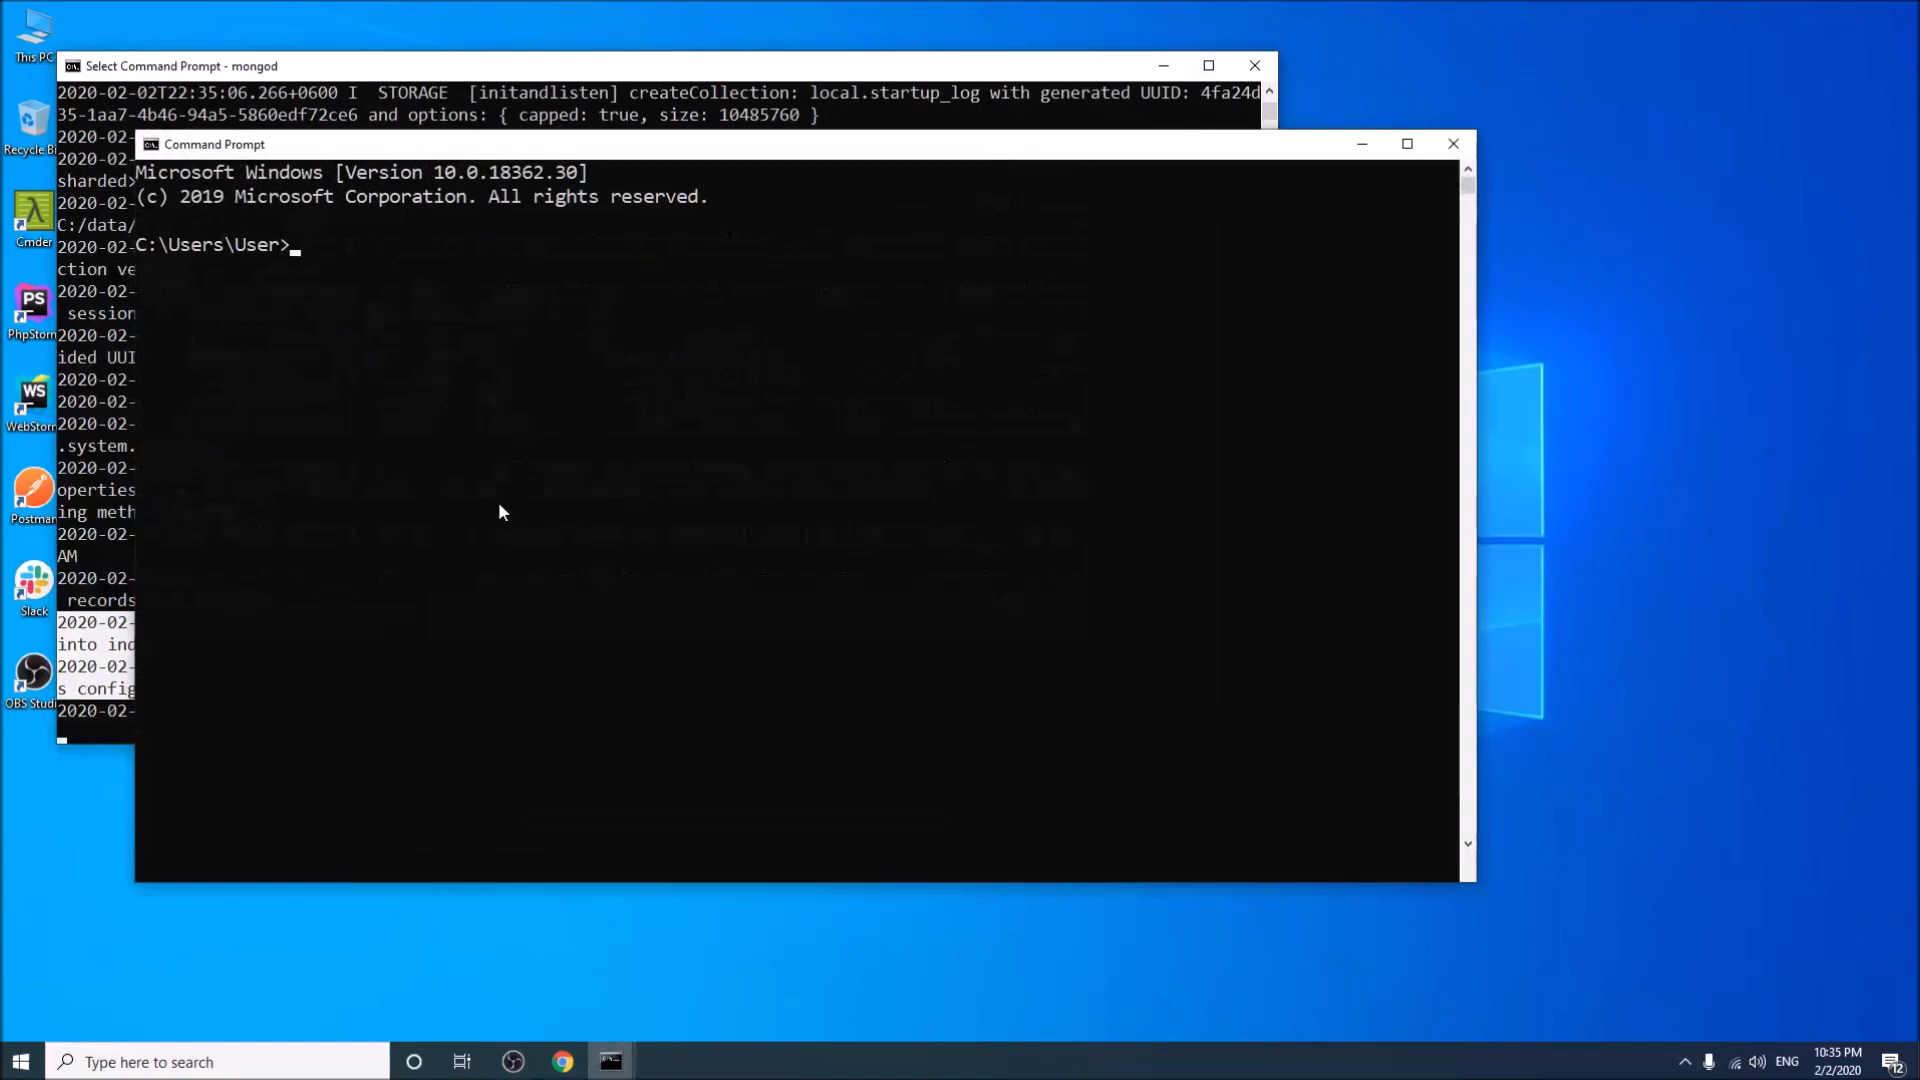 This PC
Recycle Bi
Cmder
PS
PhpStorm
WS
WebStorm
Postman
Slack
OBS Studi
Select Command Prompt - mongod
2020-02-02T22:35:06.266+0600 I  STORAGE  [initandlisten] createCollection: local.startup_log with generated UUID: 4fa24d
35-1aa7-4b46-94a5-5860edf72ce6 and options: { capped: true, size: 10485760 }
2020-02-
2020-02-
sharded>
2020-02-
C:/data/
2020-02-
ction ve
2020-02-
session
2020-02-
ided UUI
2020-02-
2020-02-
2020-02-
.system.
2020-02-
operties
ing meth
2020-02-
AM
2020-02-
records
2020-02-
into ind
2020-02-
s config
2020-02-
Command Prompt
Microsoft Windows [Version 10.0.18362.30]
(c) 2019 Microsoft Corporation. All rights reserved.
C:\Users\User>
Type here to search
ENG
10:35 PM
2/2/2020
12